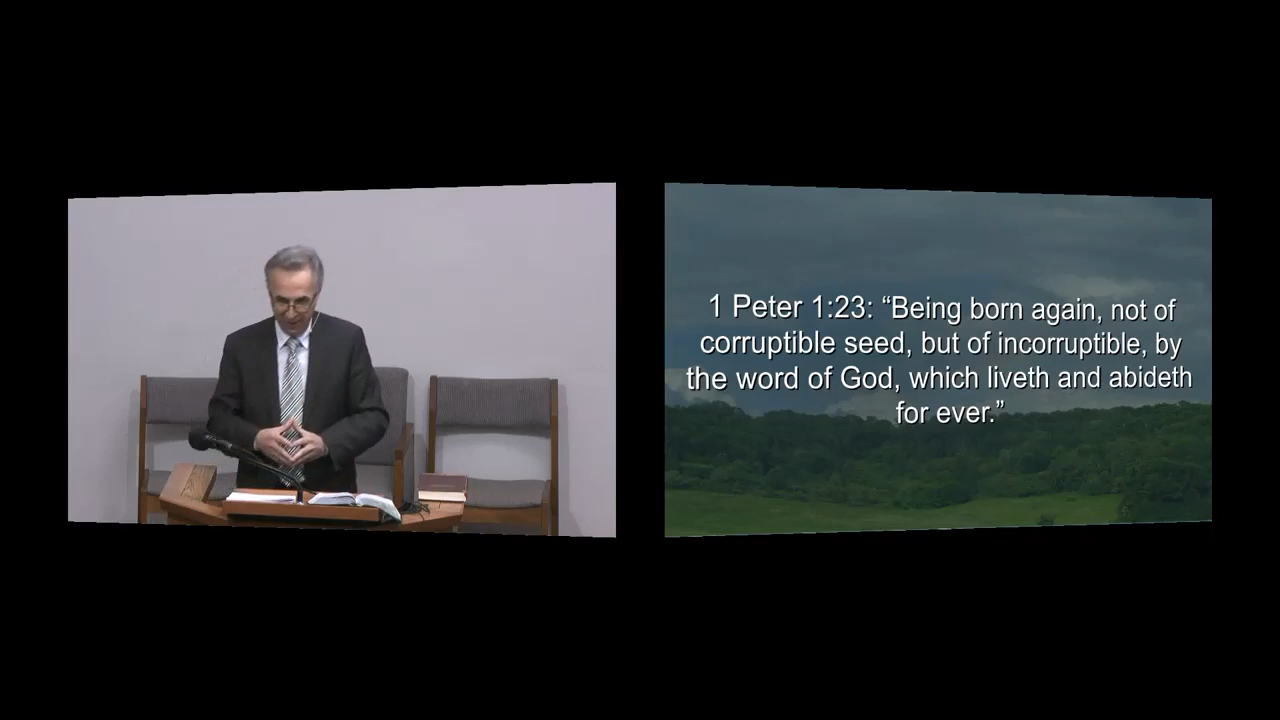 1 Peter 1:23: “Being born again, not of
corruptible seed, but of incorruptible, by
the word of God, which liveth and abideth
for ever.”